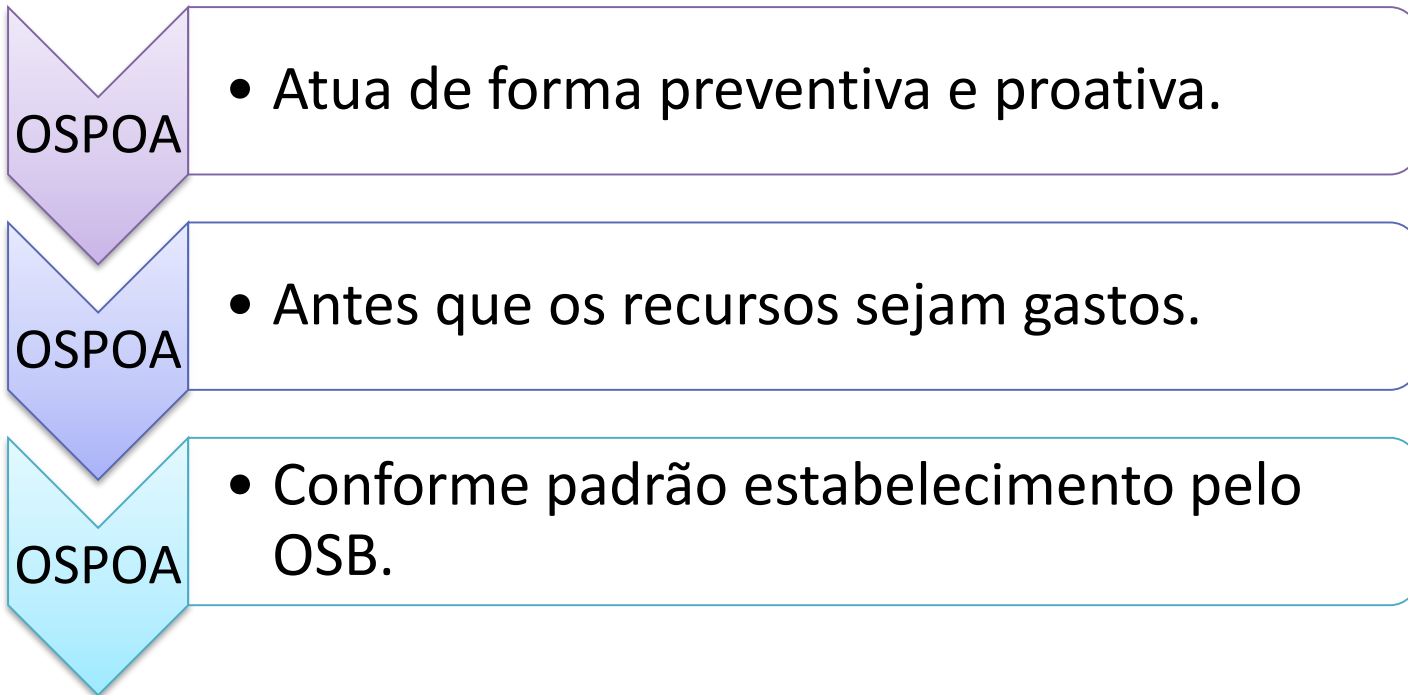 OSPOA
• Atua de forma preventiva e proativa.
OSPOA
• Antes que os recursos sejam gastos.
OSPOA
• Conforme padrão estabelecimento pelo
OSB.